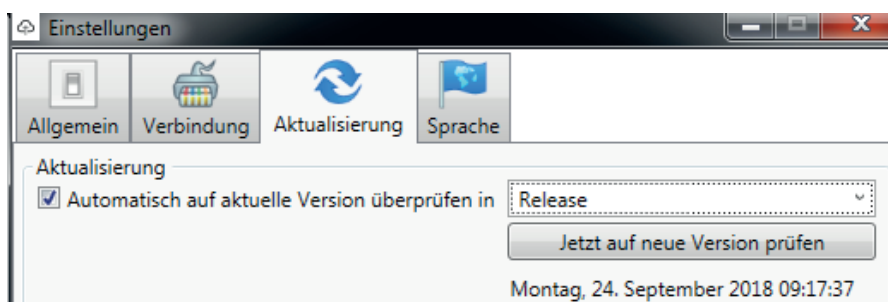 Einstellungen
Allgemein Verbindung Aktualisierung Sprache
Aktualisierung
Automatisch auf aktuelle Version überprüfen in Release
Jetzt auf neue Version prüfen
Montag, 24. September 2018 09:17:37